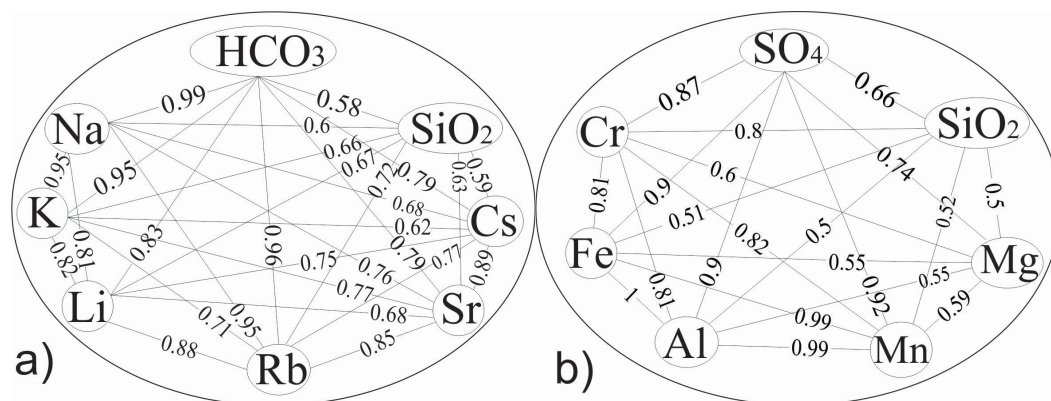 HCO3
0.99
0.58
Na
0.6
SiO2
0.66
0.67
0.72
0.79
0.63
0.59
0.95
0.95
K
0.68
0.62
Cs
0.81
0.82
0.83
0.96
0.75
0.76
0.79
0.77
0.89
Li
0.77
0.68
Sr
0.71
0.95
0.88
0.85
Rb
a)
SO4
0.87
0.66
Cr
0.8
SiO2
0.81
0.9
0.6
0.74
0.51
0.52
0.5
Fe
0.5
0.82
0.55
0.55
Mg
1
0.81
0.9
0.92
0.59
0.99
Al
0.99
Mn
b)